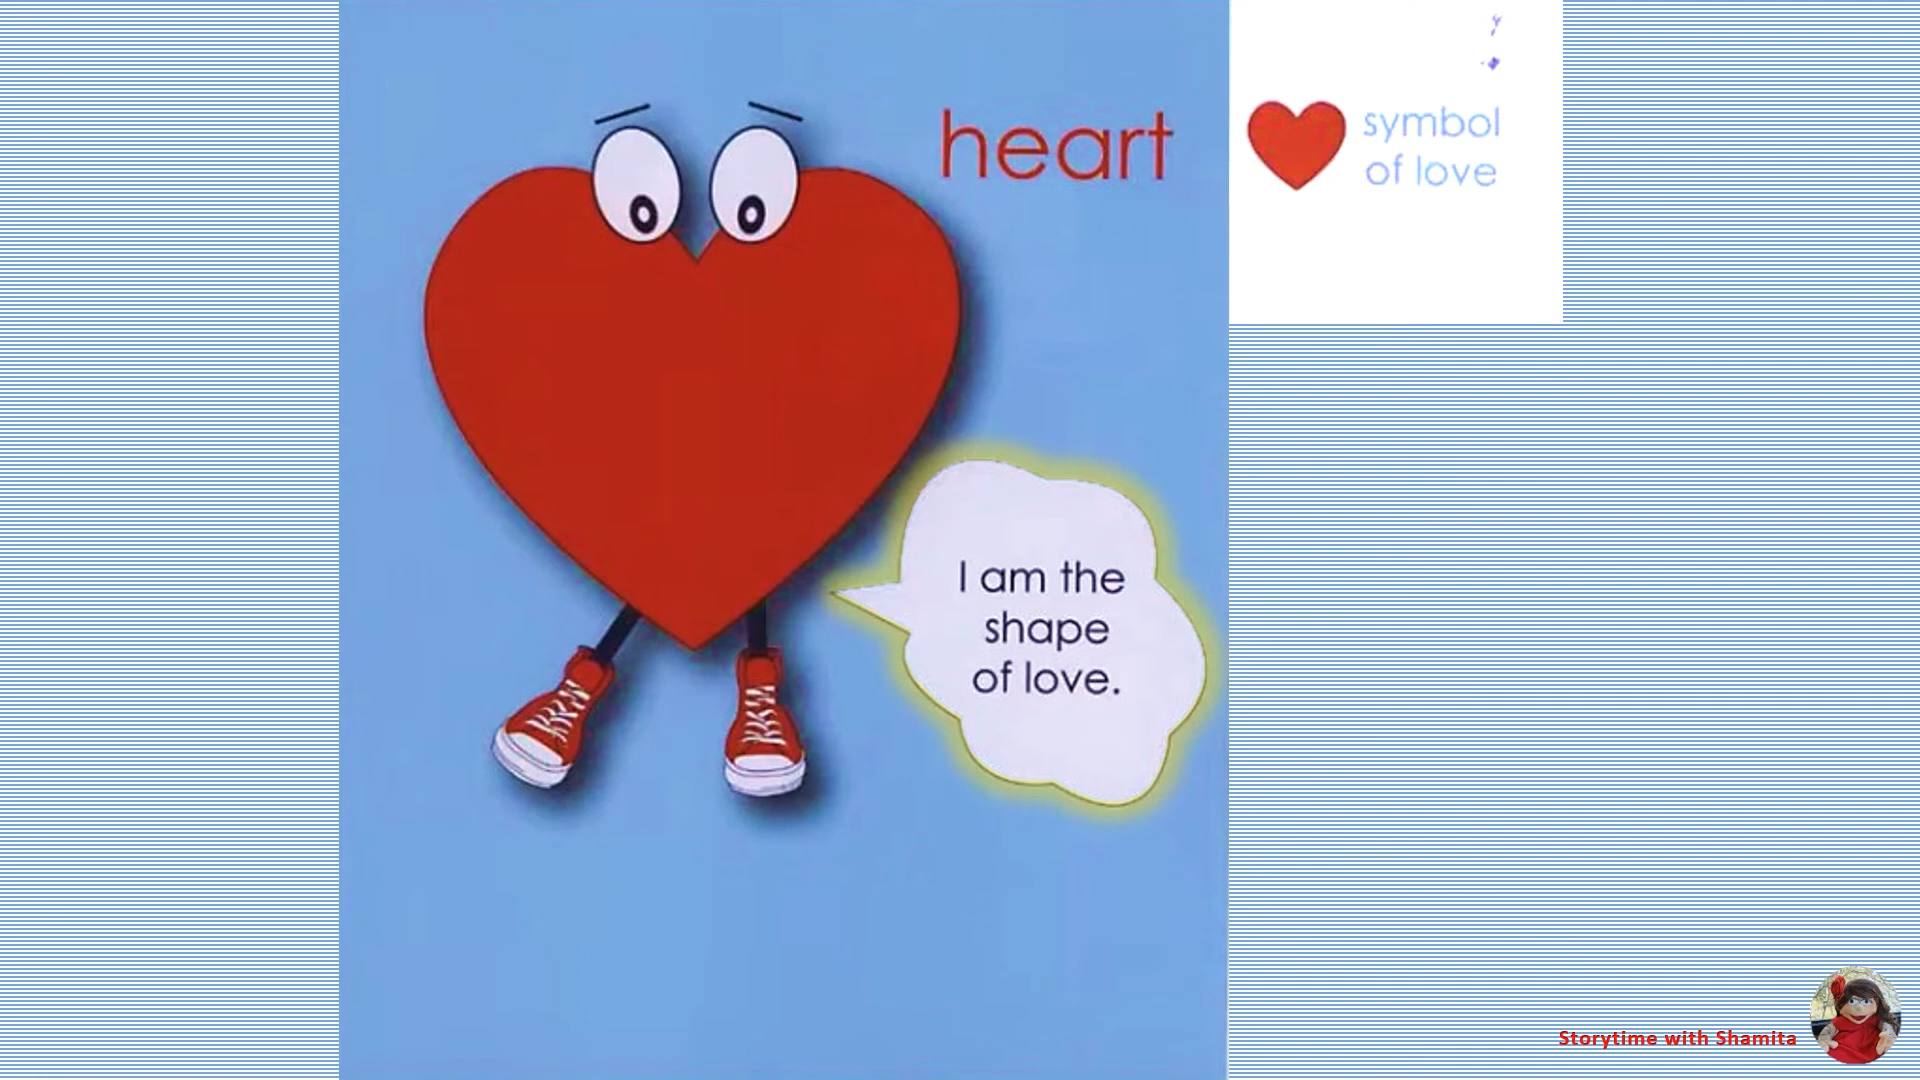 heart
symbol
of love
I am the
shape
of love.
Storytime with Shamita